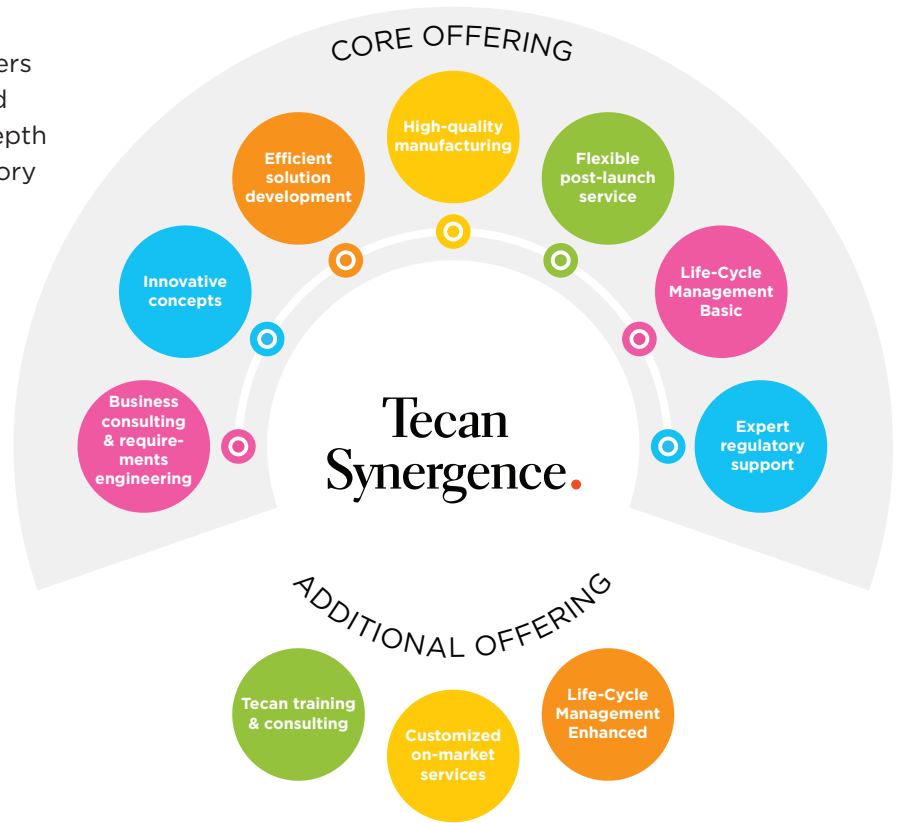 CORE OFFERING
High-quality
manufacturing
Efficient
solution
development
Flexible
post-launch
service
Innovative
concepts
Life-Cycle
Management
Basic
Business
consulting
& require-
ments
engineering
Expert
regulatory
support
Tecan
Synergence.
ADDITIONAL OFFERING
Tecan training
& consulting
Customized
on-market
services
Life-Cycle
Management
Enhanced